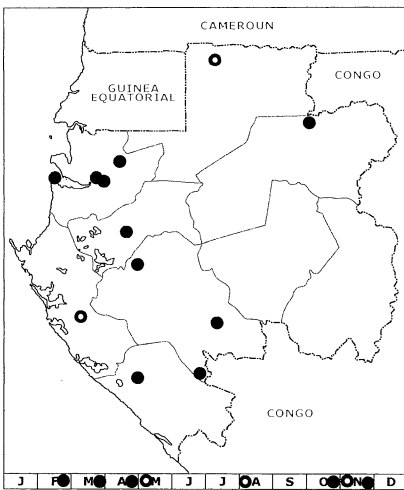 CAMEROUN
GUINEA
EQUATORIAL
CONGO
CONGO
J F M A M J J A S O N D